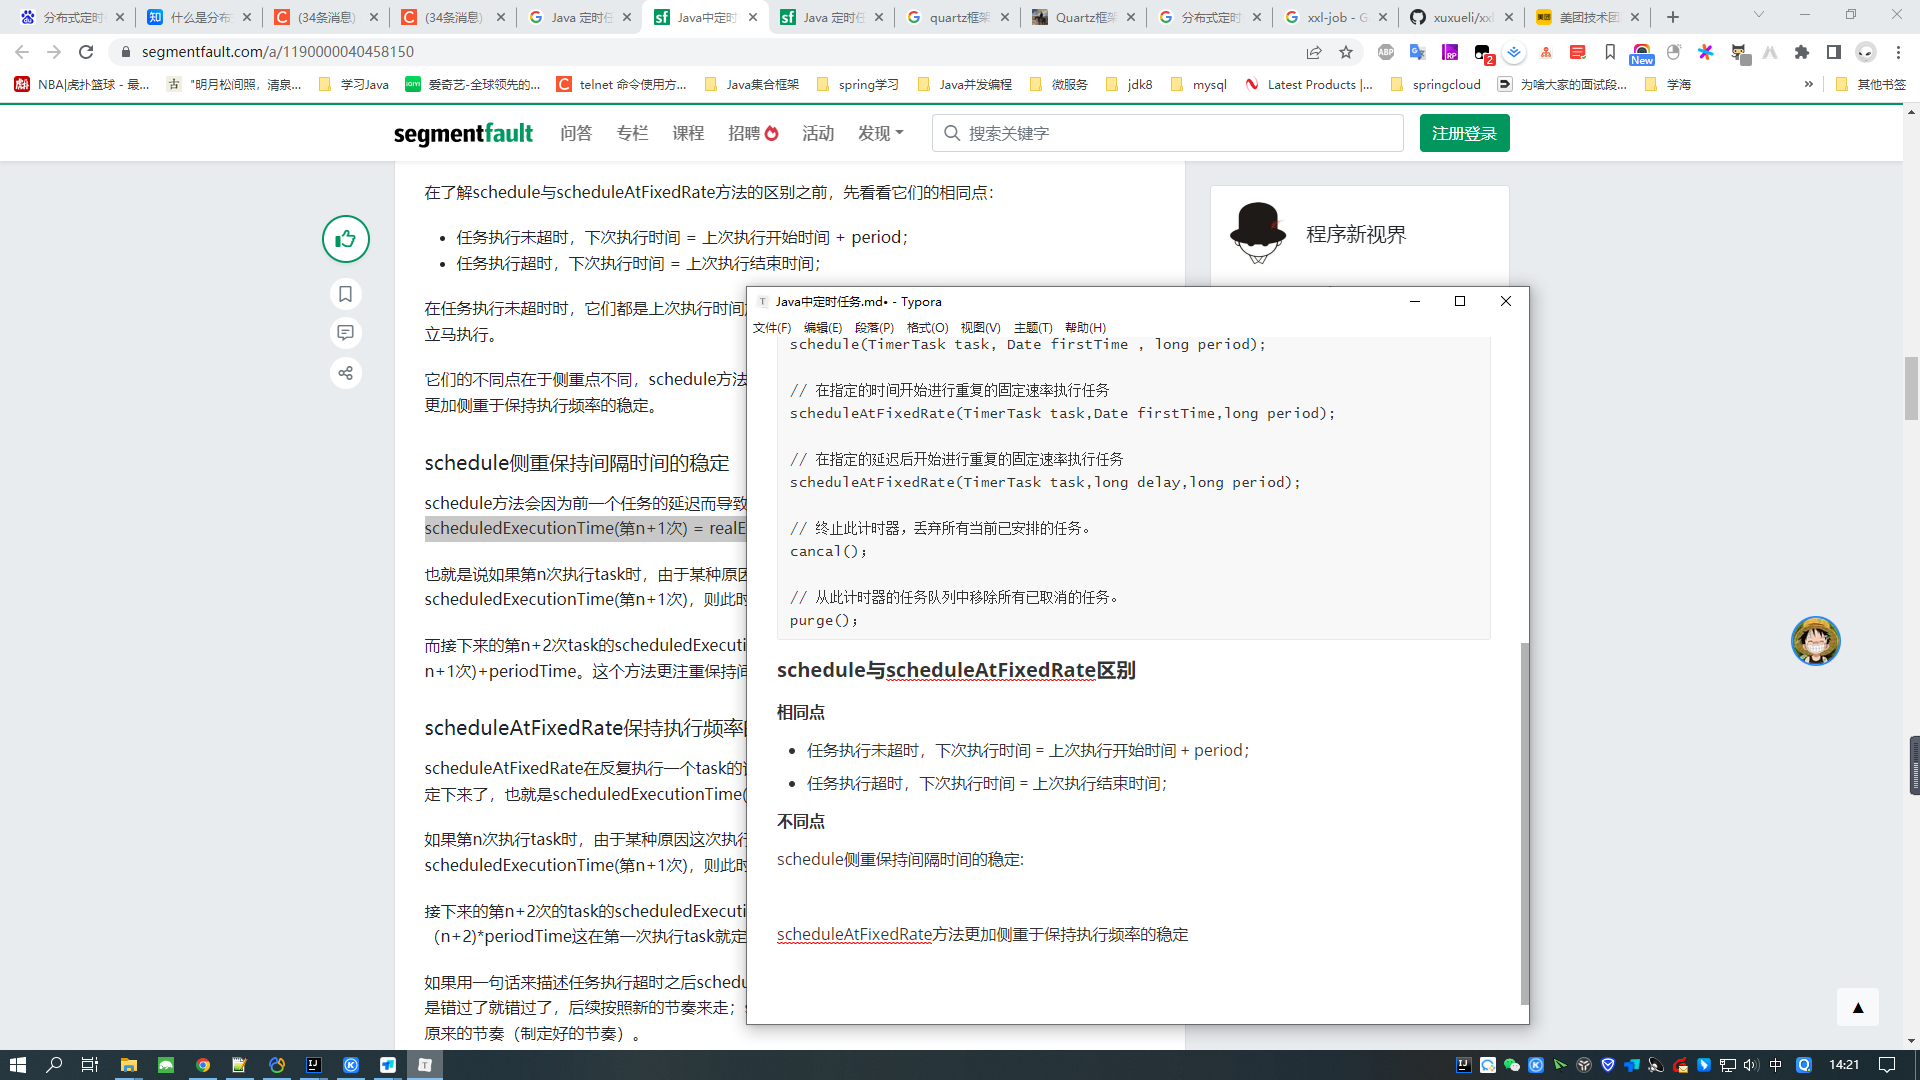 分布式定时
什么是分布
(34条消息)
(34条消息)
Java 定时任
Java中定时
Java 定时任
quartz框架
Quartz框架
分布式定时
xxl-job - G
xuxueli/xxl
美团技术团
segmentfault.com/a/1190000040458150
ABP
RP
2
New
NBA|虎扑篮球 - 最...
"明月松间照，清泉...
学习Java
爱奇艺-全球领先的...
telnet 命令使用方...
Java集合框架
spring学习
Java并发编程
微服务
jdk8
mysql
Latest Products |...
springcloud
为啥大家的面试段...
学海
»
其他书签
segmentfault
问答
专栏
课程
招聘
活动
发现
搜索关键字
注册登录
在了解schedule与scheduleAtFixedRate方法的区别之前，先看看它们的相同点：
• 任务执行未超时，下次执行时间 = 上次执行开始时间 + period；
• 任务执行超时，下次执行时间 = 上次执行结束时间；
在任务执行未超时时，它们都是上次执行时间
立马执行。
它们的不同点在于侧重点不同，schedule方法
更加侧重于保持执行频率的稳定。
schedule侧重保持间隔时间的稳定
schedule方法会因为前一个任务的延迟而导致
scheduledExecutionTime(第n+1次) = realE
也就是说如果第n次执行task时，由于某种原因
scheduledExecutionTime(第n+1次)，则此时
而接下来的第n+2次task的scheduledExecuti
n+1次)+periodTime。这个方法更注重保持间
scheduleAtFixedRate保持执行频率的
scheduleAtFixedRate在反复执行一个task的计
定下来了，也就是scheduledExecutionTime(
如果第n次执行task时，由于某种原因这次执行
scheduledExecutionTime(第n+1次)，则此时
接下来的第n+2次的task的scheduledExecuti
（n+2)*periodTime这在第一次执行task就定
如果用一句话来描述任务执行超时之后schedu
是错过了就错过了，后续按照新的节奏来走；s
原来的节奏（制定好的节奏）。
程序新视界
Java中定时任务.md• - Typora
文件(F) 编辑(E) 段落(P) 格式(O) 视图(V) 主题(T) 帮助(H)
schedule(TimerTask task, Date firstTime , long period);
// 在指定的时间开始进行重复的固定速率执行任务
scheduleAtFixedRate(TimerTask task,Date firstTime,long period);
// 在指定的延迟后开始进行重复的固定速率执行任务
scheduleAtFixedRate(TimerTask task,long delay,long period);
// 终止此计时器，丢弃所有当前已安排的任务。
cancal();
// 从此计时器的任务队列中移除所有已取消的任务。
purge();
schedule与scheduleAtFixedRate区别
相同点
• 任务执行未超时，下次执行时间 = 上次执行开始时间 + period；
• 任务执行超时，下次执行时间 = 上次执行结束时间；
不同点
schedule侧重保持间隔时间的稳定:
scheduleAtFixedRate方法更加侧重于保持执行频率的稳定
中
14:21